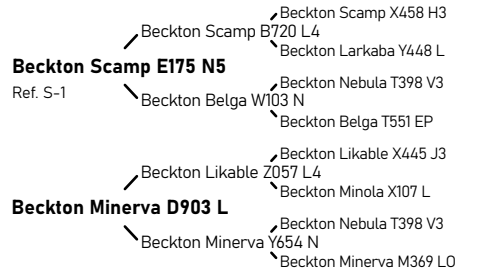 Beckton Scamp X458 H3
Beckton Scamp B720 L4
Beckton Larkaba Y448 L
Beckton Scamp E175 N5
Ref. S-1
Beckton Nebula T398 V3
Beckton Belga W103 N
Beckton Belga T551 EP
Beckton Likable X445 J3
Beckton Likable Z057 L4
Beckton Minola X107 L
Beckton Minerva D903 L
Beckton Nebula T398 V3
Beckton Minerva Y654 N
Beckton Minerva M369 LO